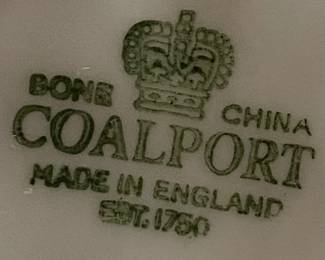 BONE CHINA
COALPORT
MADE IN ENGLAND
EST. 1750